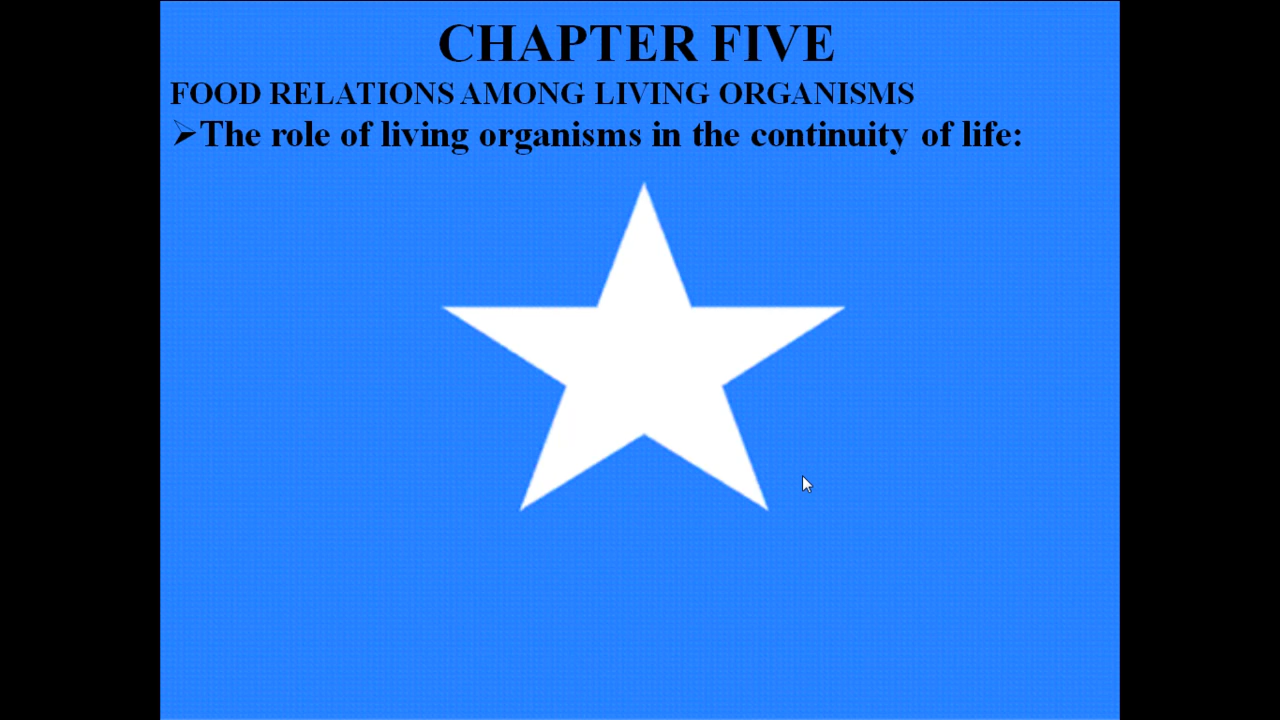 CHAPTER FIVE
FOOD RELATIONS AMONG LIVING ORGANISMS
➢The role of living organisms in the continuity of life: